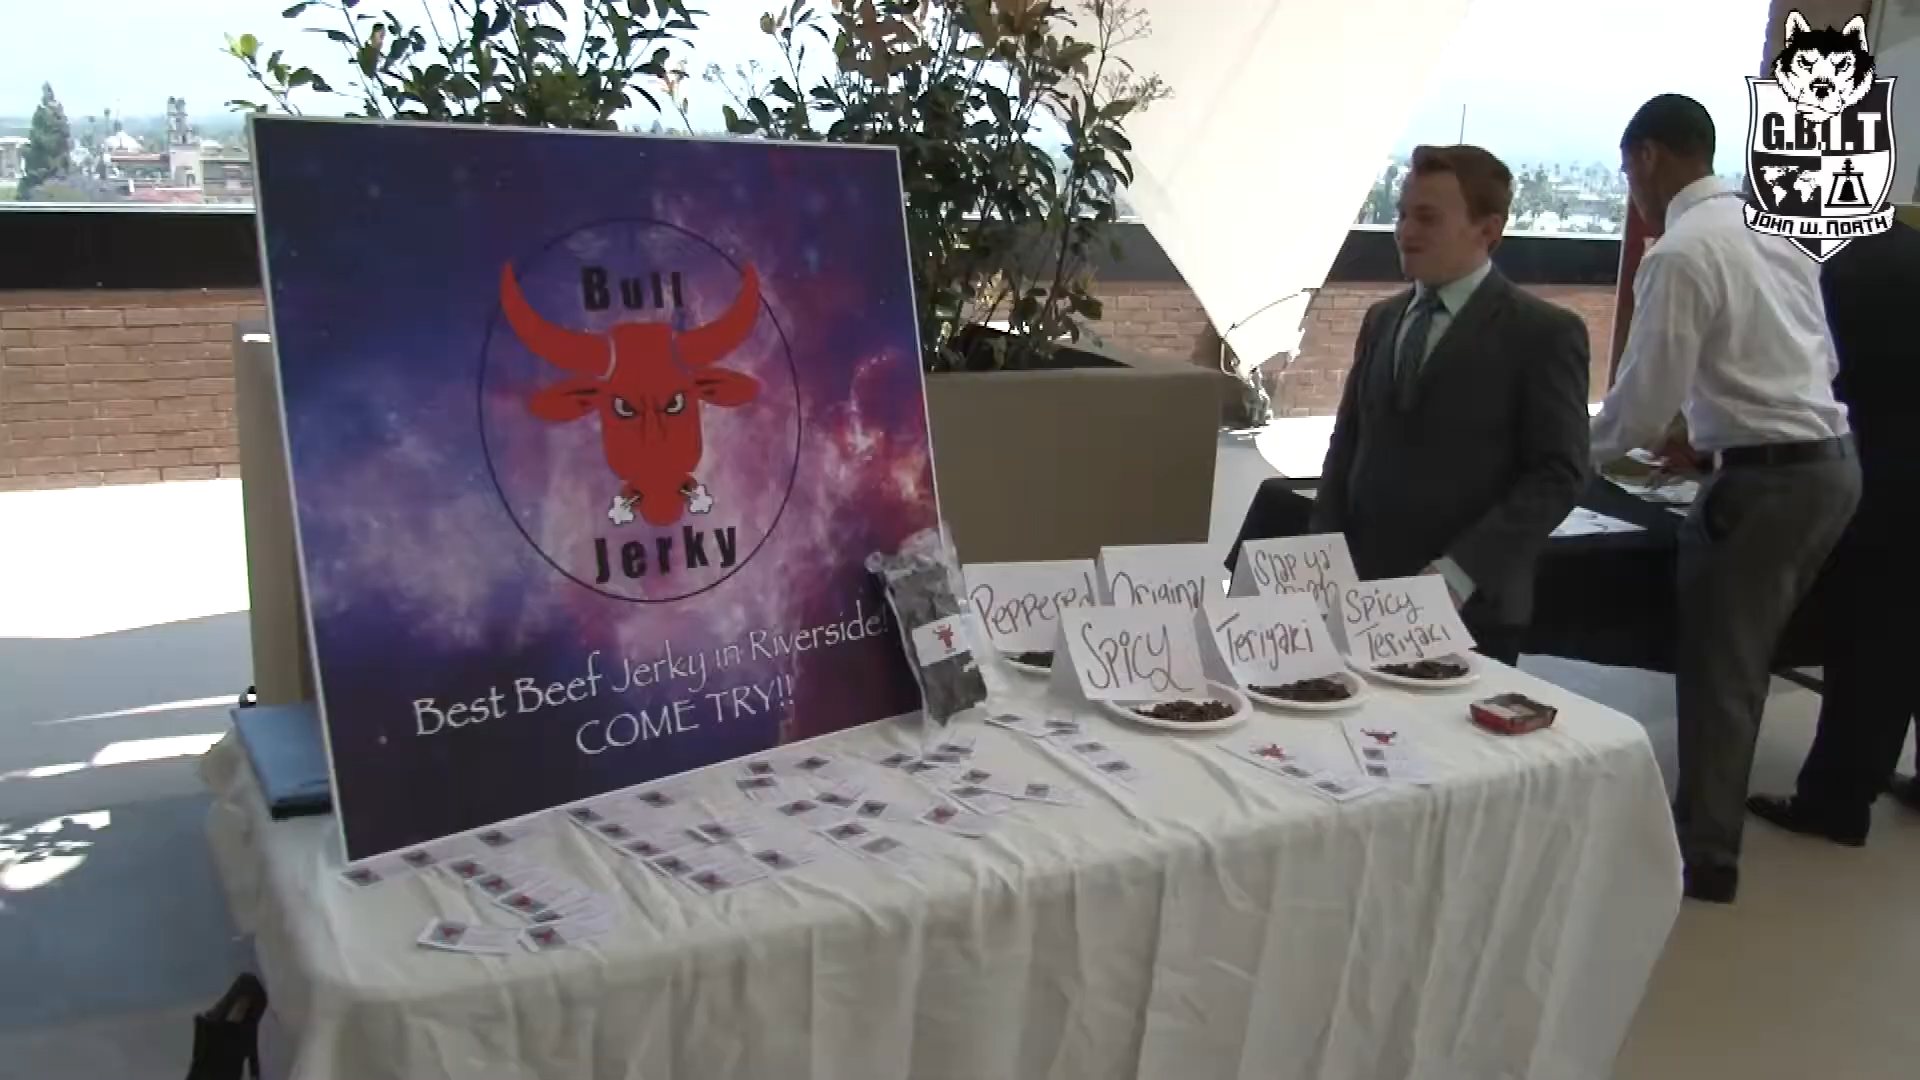 Bull
Jerky
Best Beef Jerky in Riverside!
COME TRY!!
Peppered
Original
Slap ya'
Spicy
Teriyaki
Spicy
Teriyaki
G.B.I.T
JOHN W. NORTH